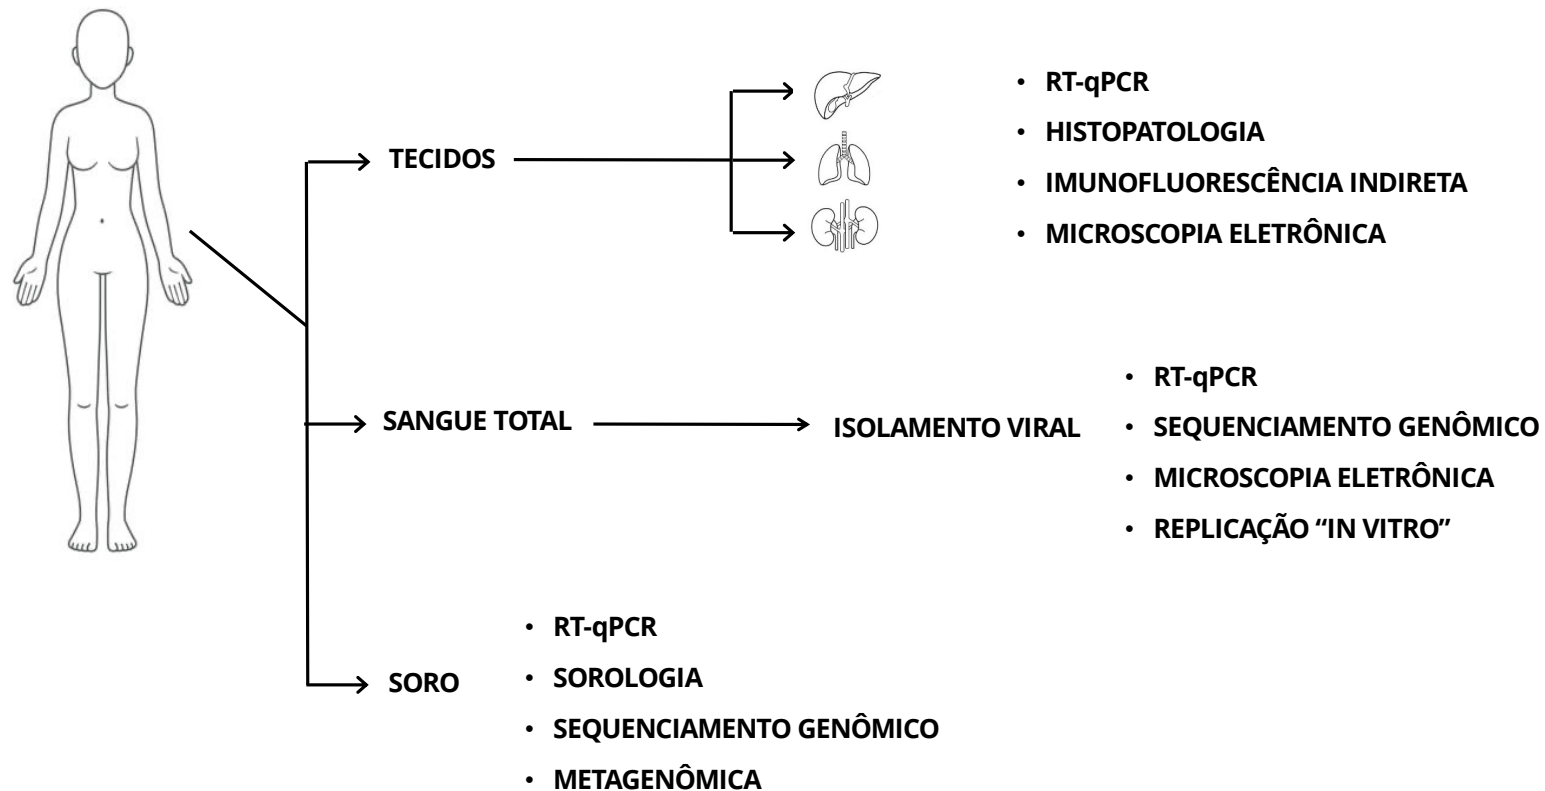 TECIDOS
• RT-qPCR
• HISTOPATOLOGIA
• IMUNOFLUORESCÊNCIA INDIRETA
• MICROSCOPIA ELETRÔNICA
SANGUE TOTAL
ISOLAMENTO VIRAL
• RT-qPCR
• SEQUENCIAMENTO GENÔMICO
• MICROSCOPIA ELETRÔNICA
• REPLICAÇÃO “IN VITRO”
SORO
• RT-qPCR
• SOROLOGIA
• SEQUENCIAMENTO GENÔMICO
• METAGENÔMICA